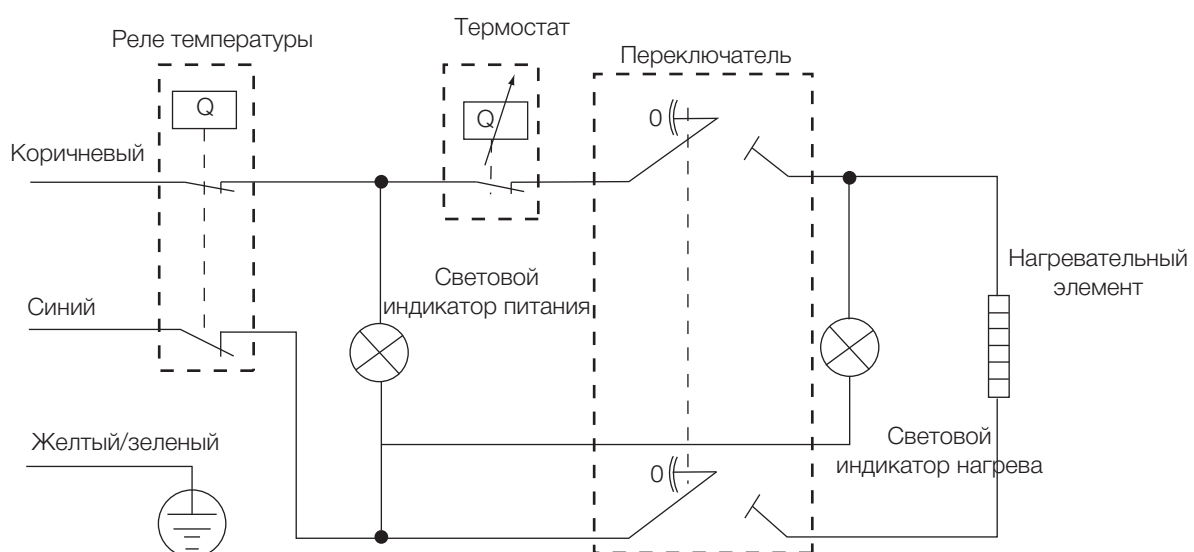 Реле температуры
Термостат
Переключатель
Q
Q
0
Коричневый
Световой
индикатор питания
Нагревательный
элемент
Синий
Желтый/зеленый
Световой
индикатор нагрева
0